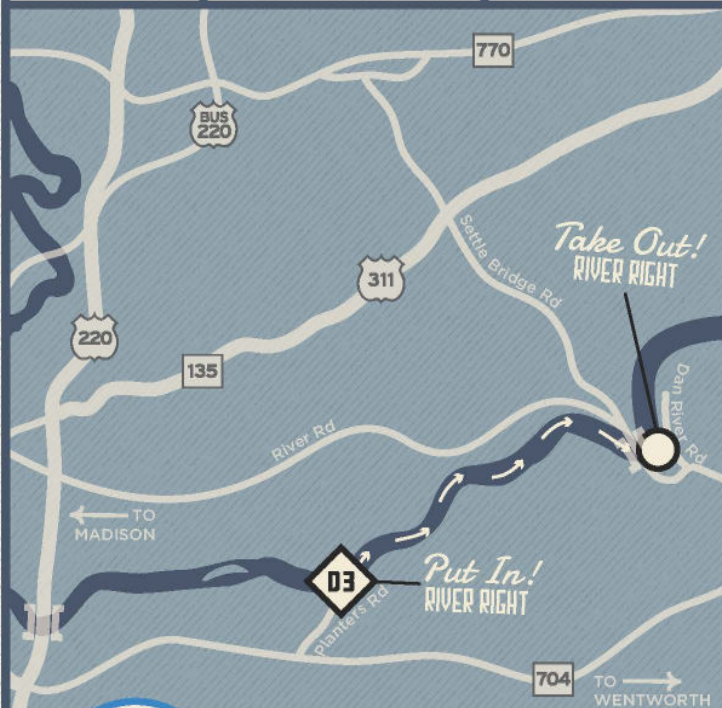 770
BUS
220
Settle Bridge Rd
Take Out!
RIVER RIGHT
311
220
135
Dan River Rd
River Rd
TO
MADISON
D3
Put In!
RIVER RIGHT
Planters Rd
704
TO
WENTWORTH